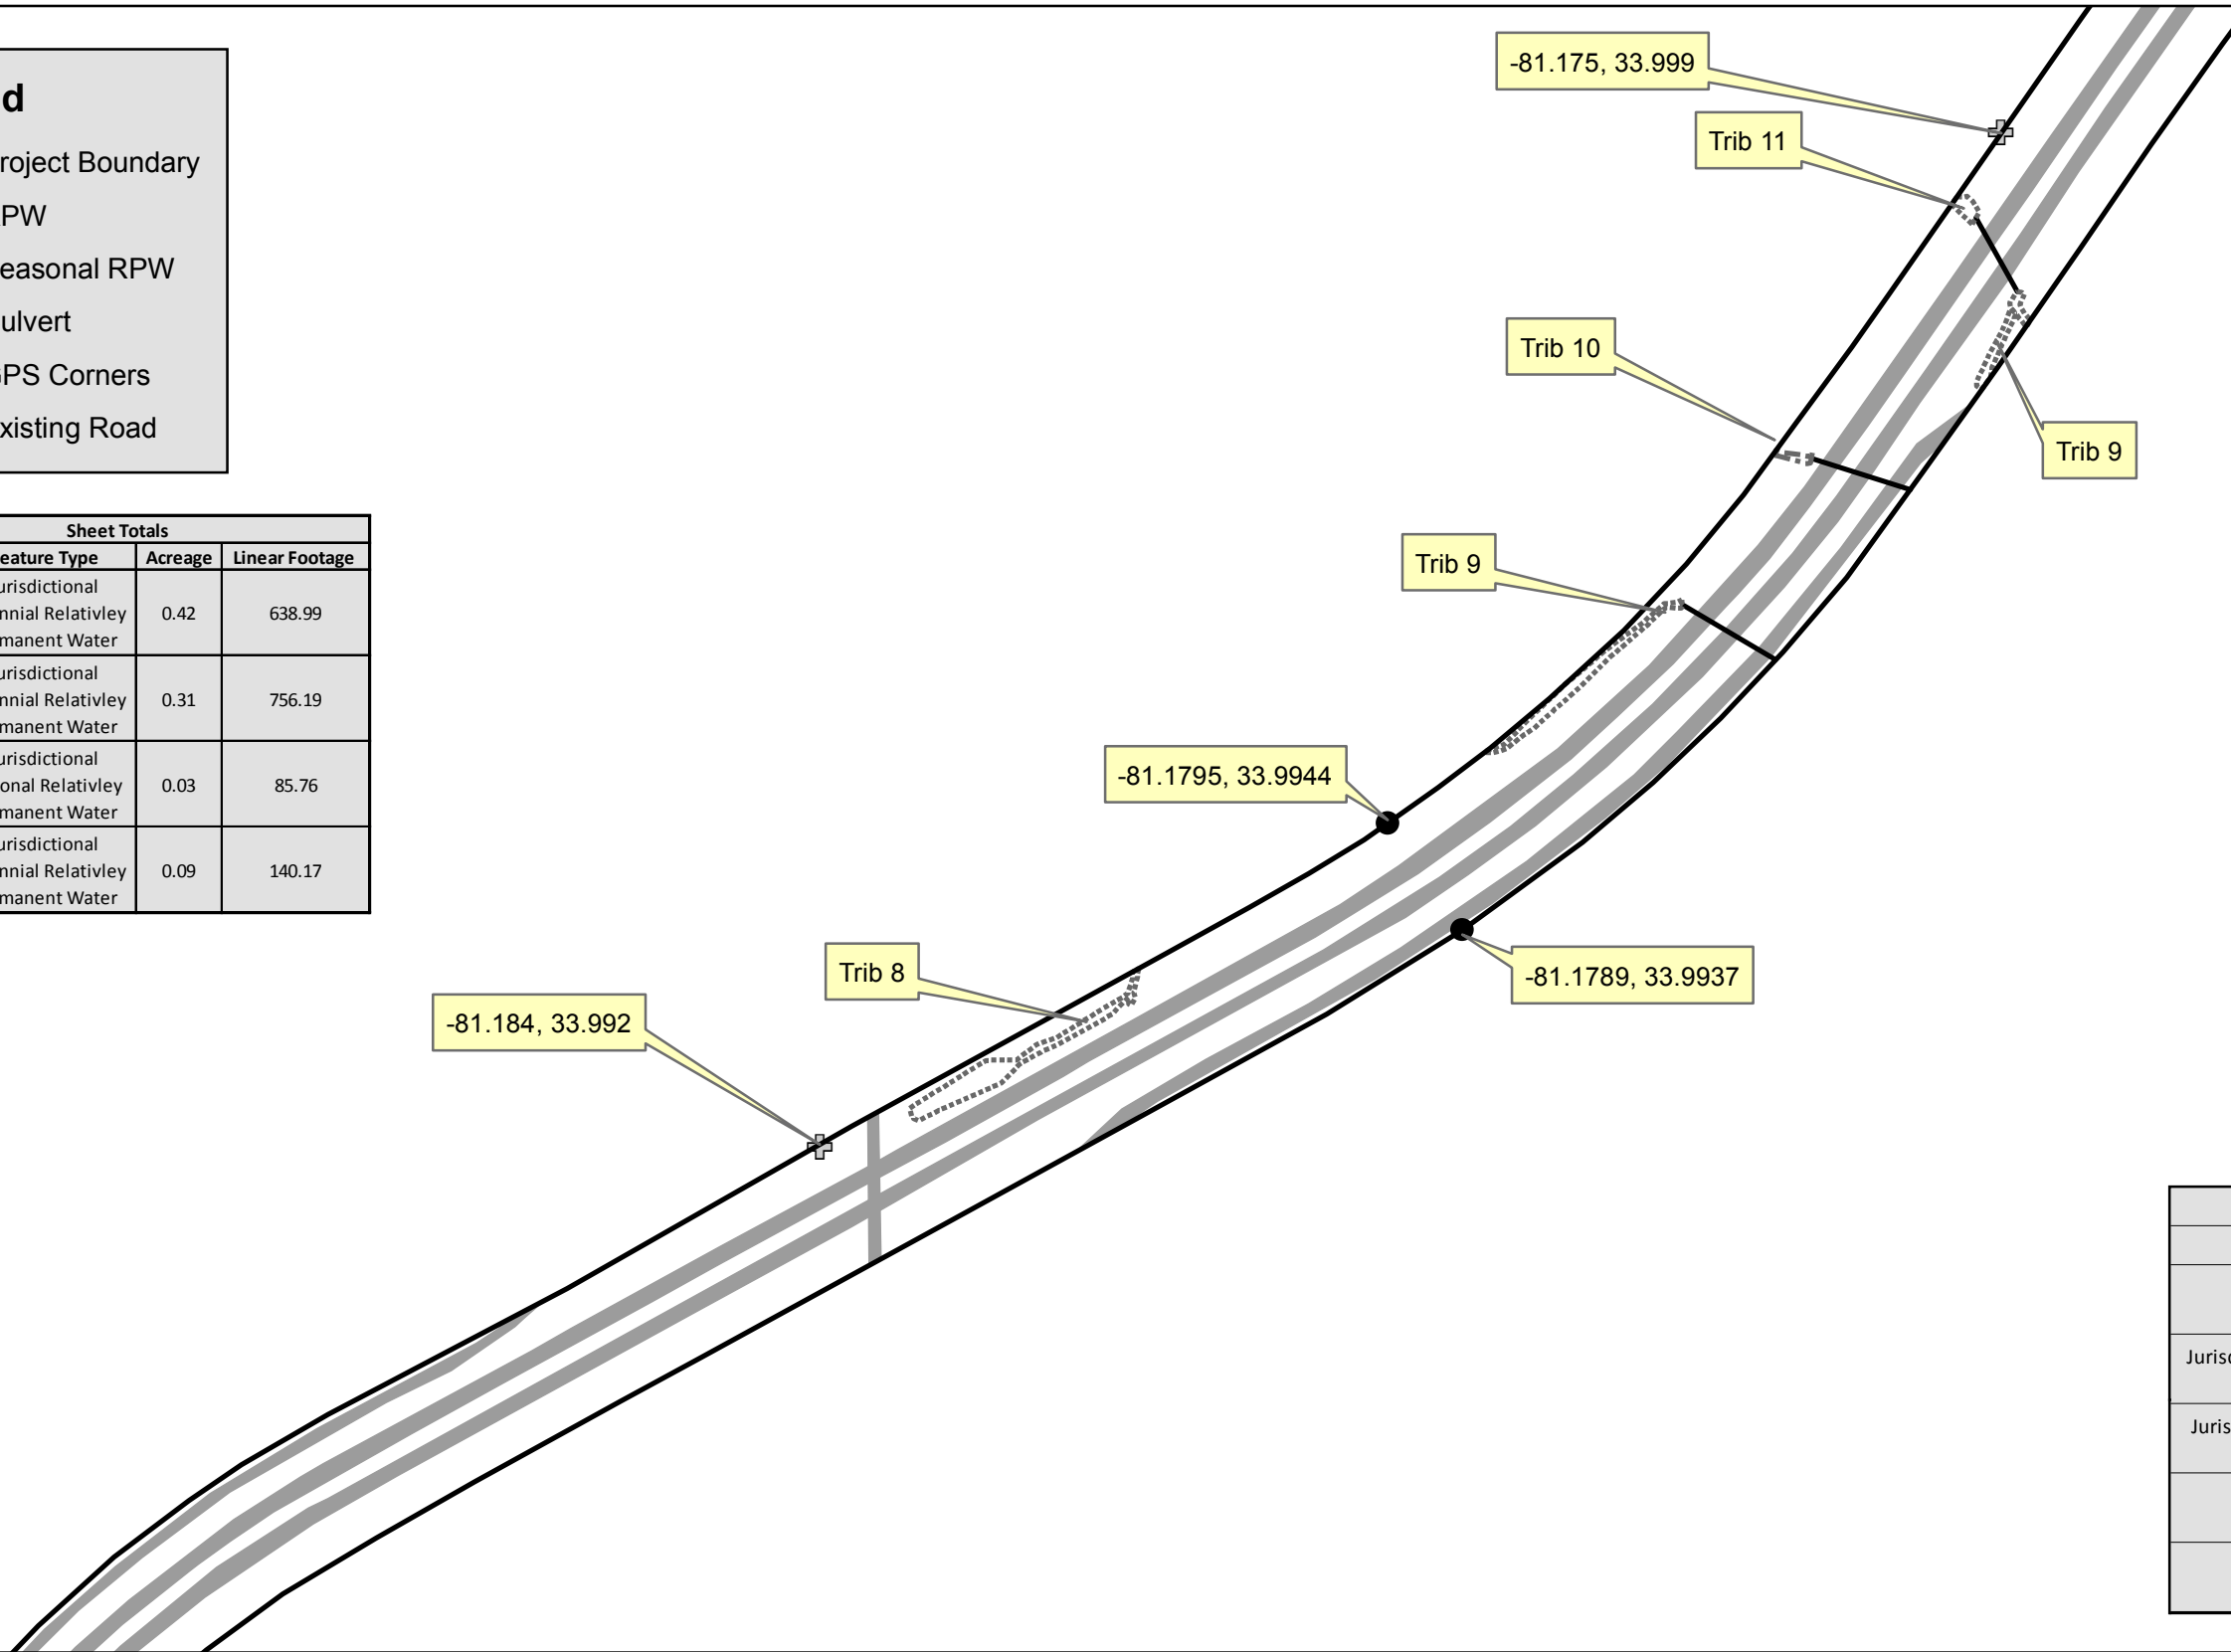 d
roject Boundary
PW
easonal RPW
ulvert
GPS Corners
xisting Road
Sheet Totals
eature Type Acreage Linear Footage
urisdictional
nnial Relativley
manent Water
0.42 638.99
urisdictional
nnial Relativley
manent Water
0.31 756.19
urisdictional
onal Relativley
manent Water
0.03 85.76
urisdictional
nnial Relativley
manent Water
0.09 140.17
-81.175, 33.999
Trib 11
Trib 10
Trib 9
Trib 9
-81.1795, 33.9944
Trib 8
-81.1789, 33.9937
-81.184, 33.992
Juris
Juris